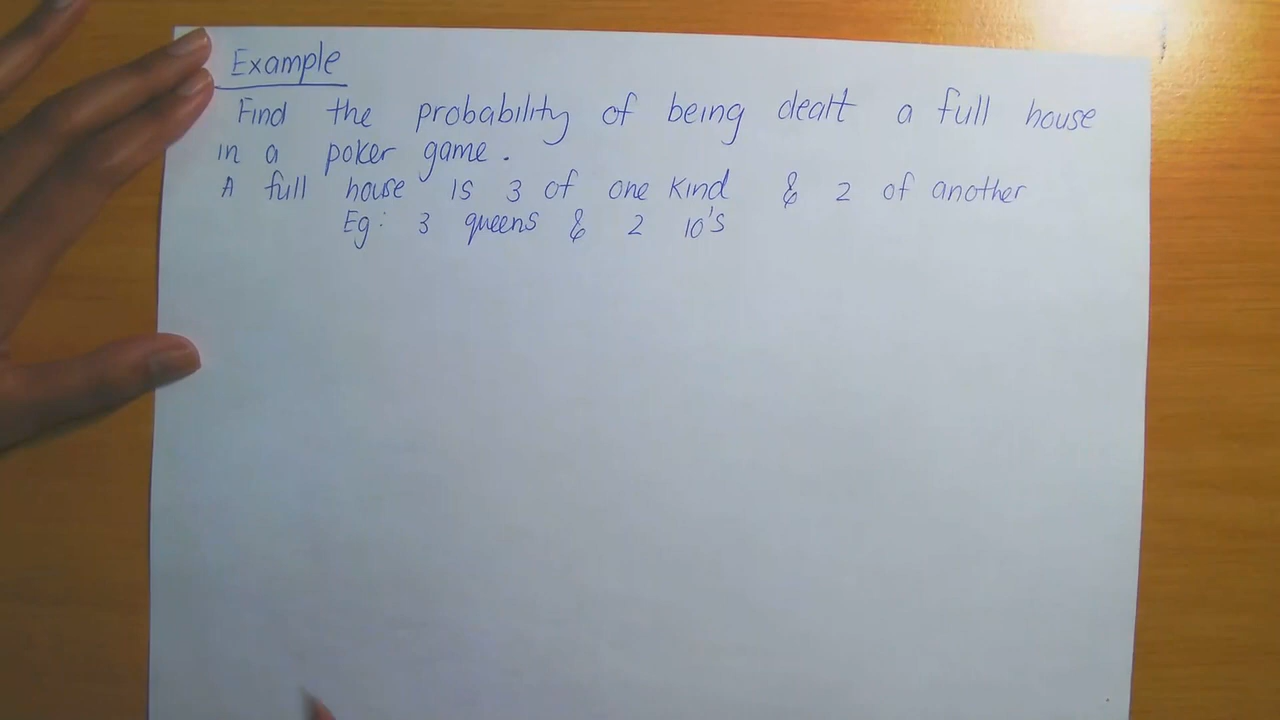 Example
Find the probability of being dealt a full house
in a poker game.
A full house is 3 of one kind & 2 of another
Eg: 3 queens & 2 10's